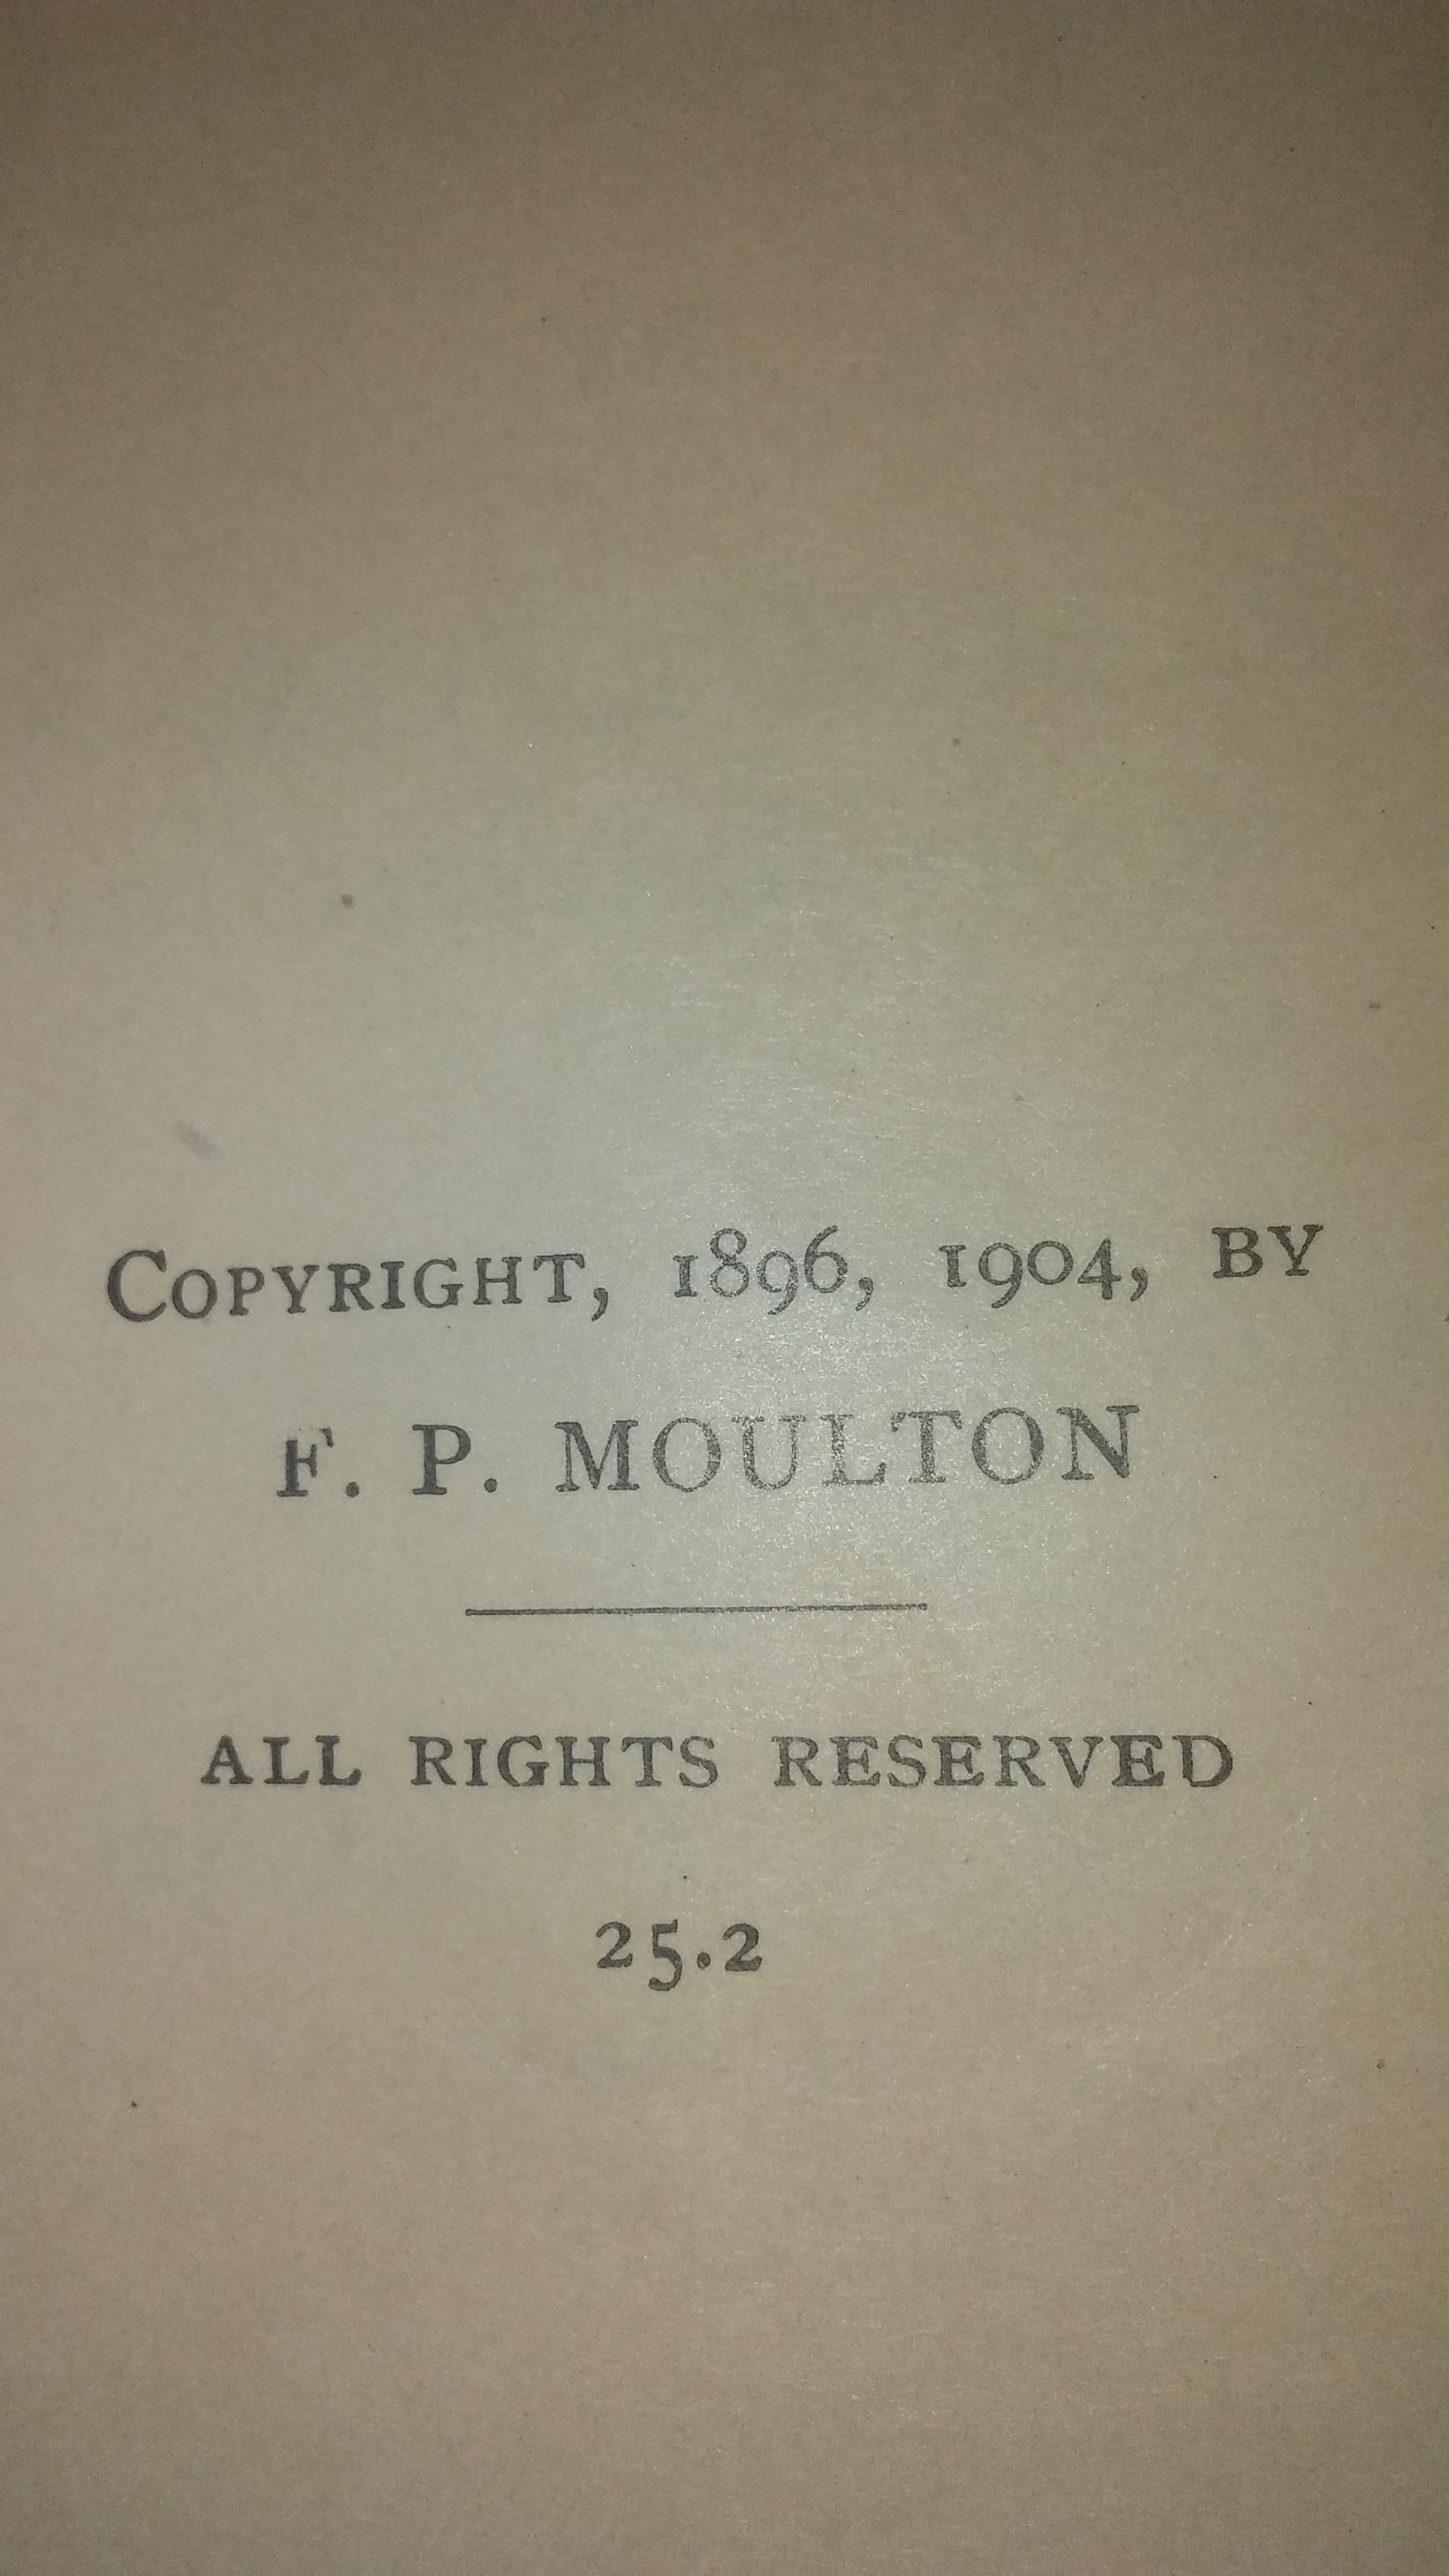 COPYRIGHT, 1896, 1904, BY
F. P. MOULTON
ALL RIGHTS RESERVED
25.2